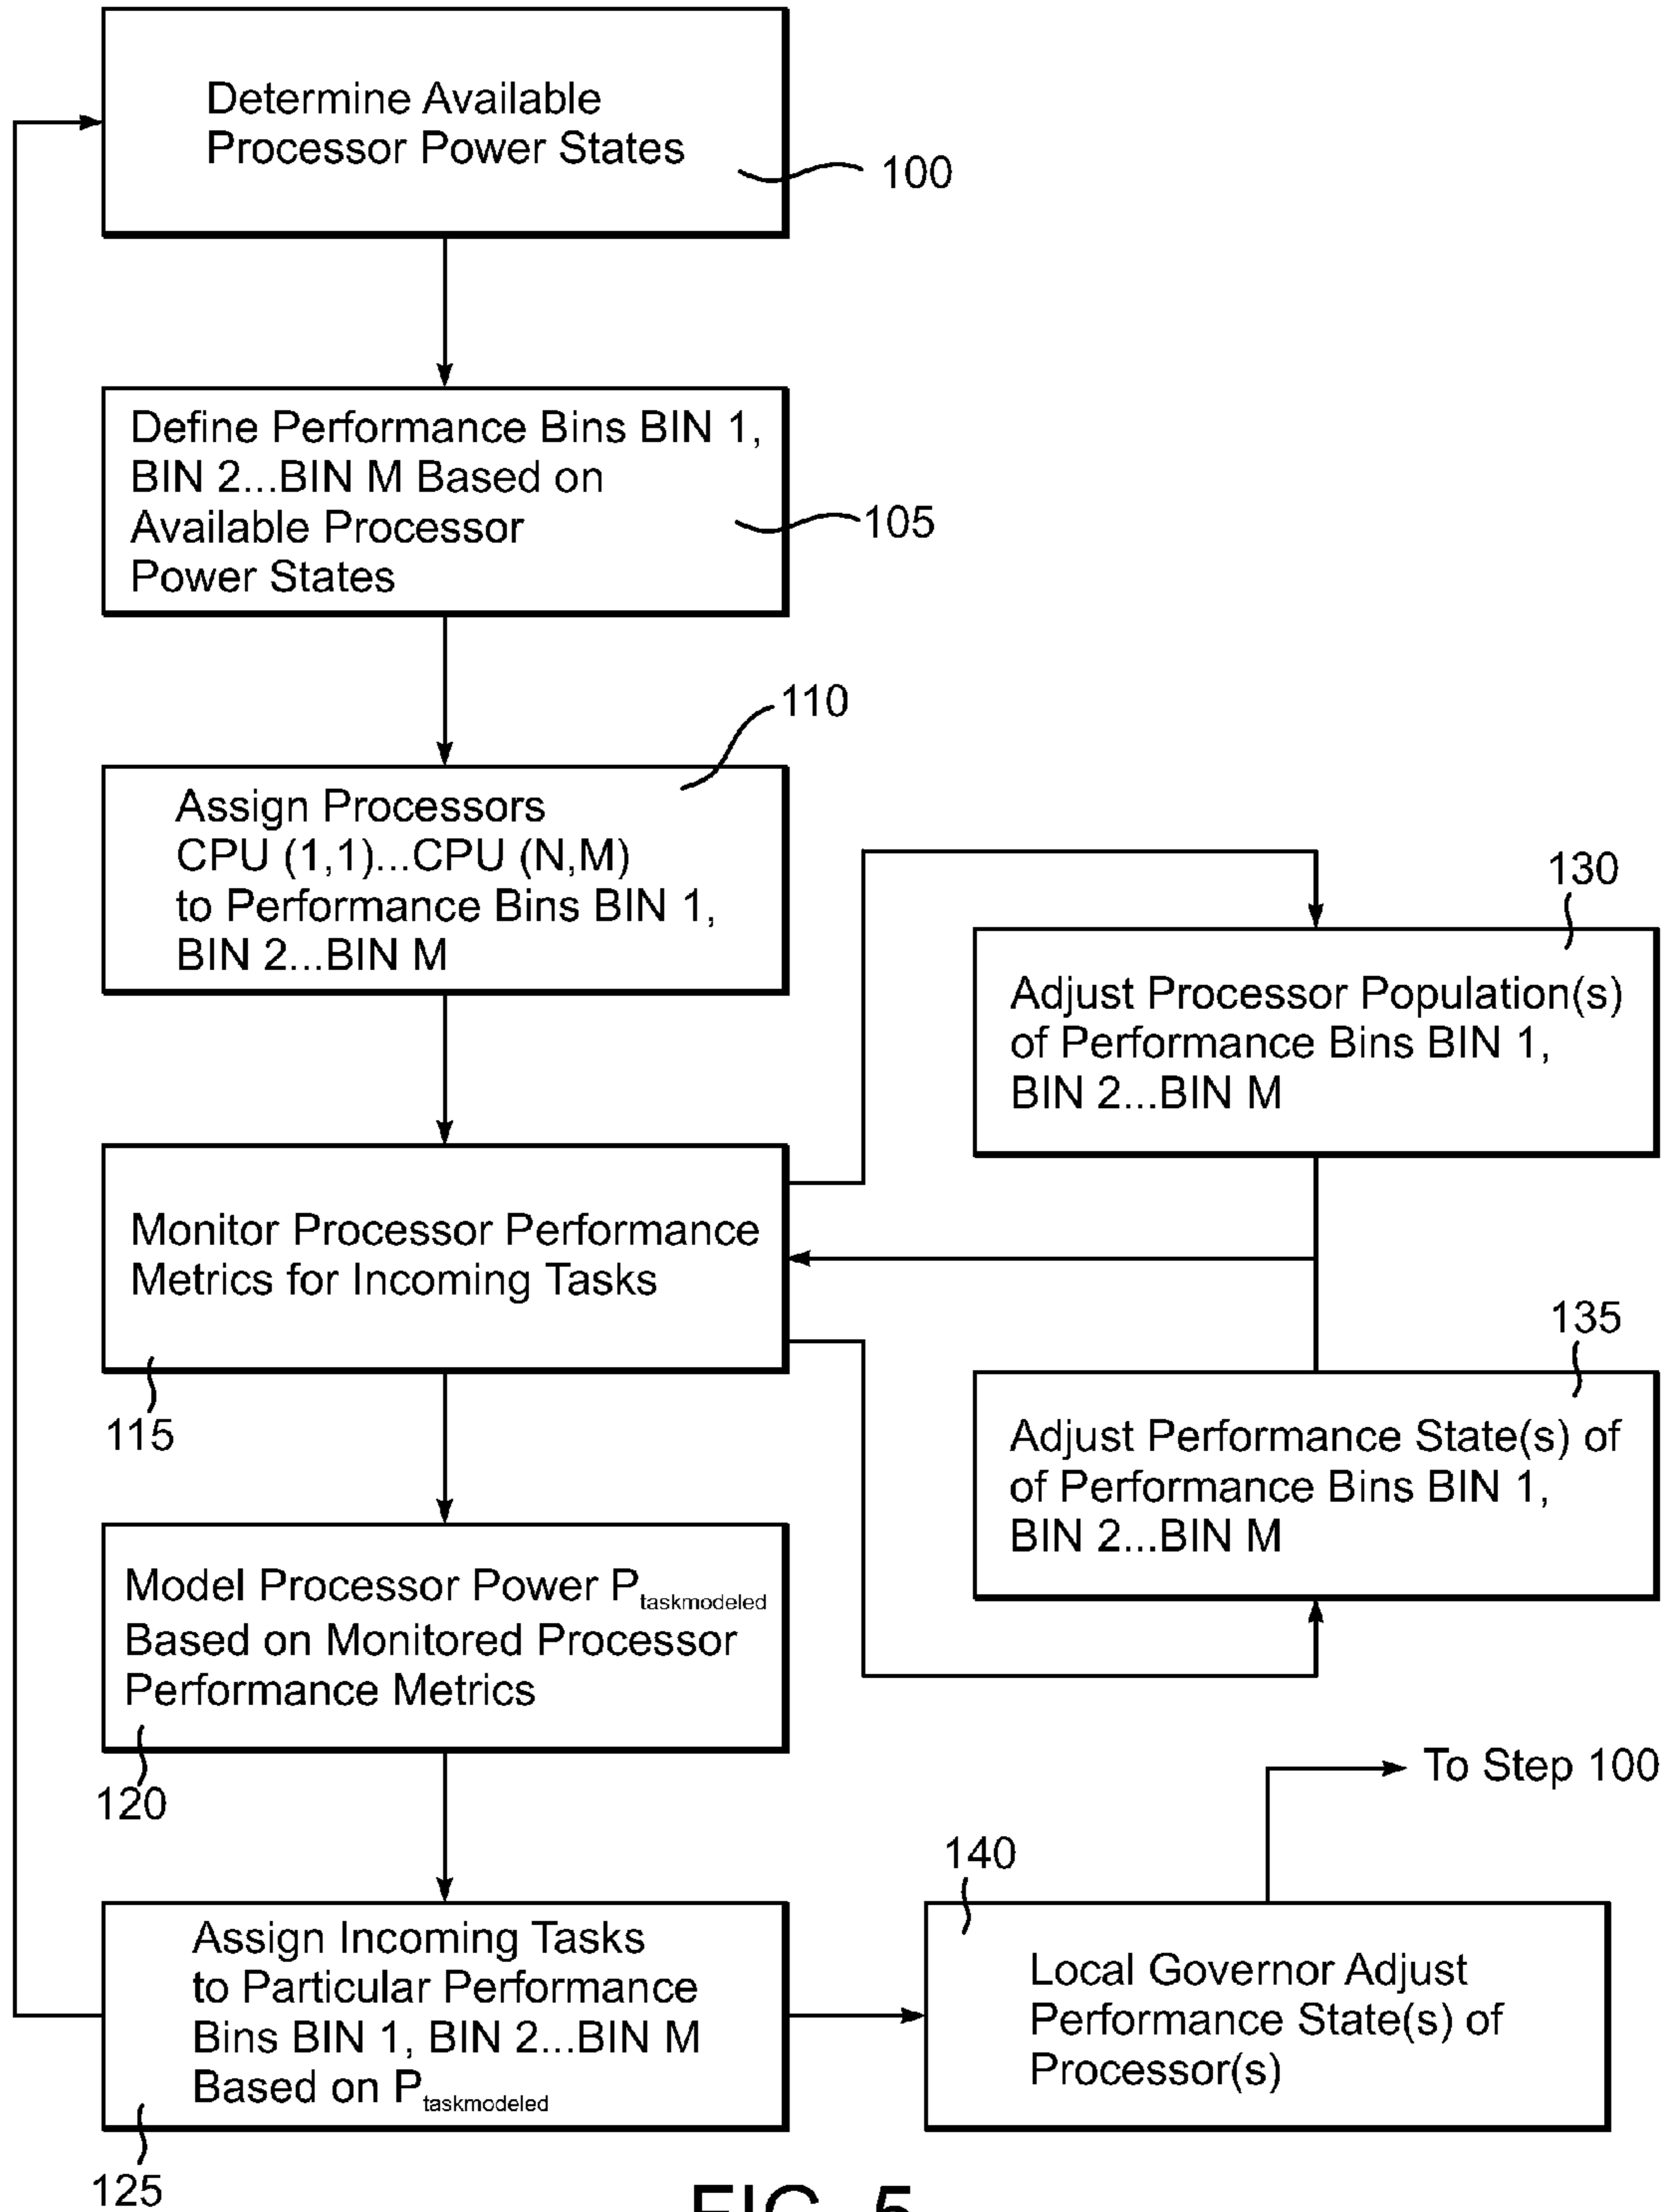 Determine Available
Processor Power States
100
Define Performance Bins BIN 1,
BIN 2...BIN M Based on
Available Processor
Power States
105
110
Assign Processors
CPU (1,1)...CPU (N,M)
to Performance Bins BIN 1,
BIN 2...BIN M
130
Adjust Processor Population(s)
of Performance Bins BIN 1,
BIN 2...BIN M
Monitor Processor Performance
Metrics for Incoming Tasks
115
135
Adjust Performance State(s) of
of Performance Bins BIN 1,
BIN 2...BIN M
Model Processor Power Ptaskmodeled
Based on Monitored Processor
Performance Metrics
120
To Step 100
Assign Incoming Tasks
to Particular Performance
Bins BIN 1, BIN 2...BIN M
Based on Ptaskmodeled
125
140
Local Governor Adjust
Performance State(s) of
Processor(s)
FIG. 5